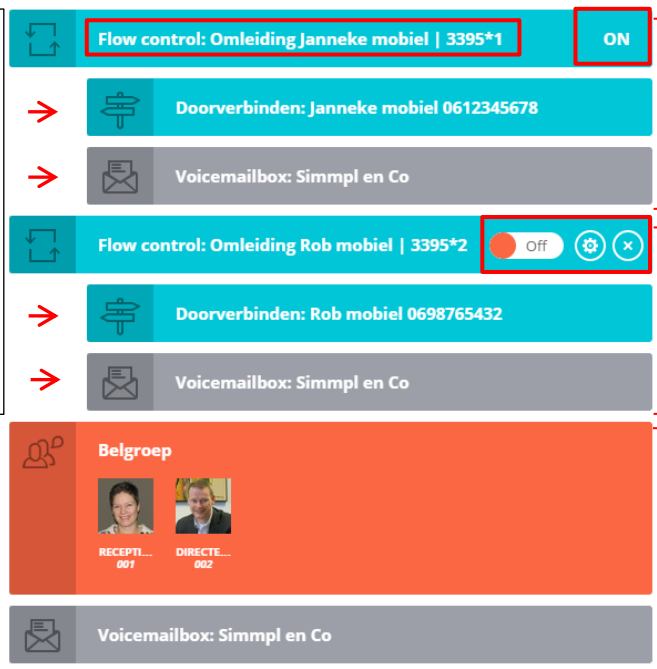 Flow control: Omleiding Janneke mobiel | 3395*1 ON
Doorverbinden: Janneke mobiel 0612345678
Voicemailbox: Simmpl en Co
Flow control: Omleiding Rob mobiel | 3395*2 Off
Doorverbinden: Rob mobiel 0698765432
Voicemailbox: Simmpl en Co
Belgroep
RECEPTI... DIRECTE...
001 002
Voicemailbox: Simmpl en Co